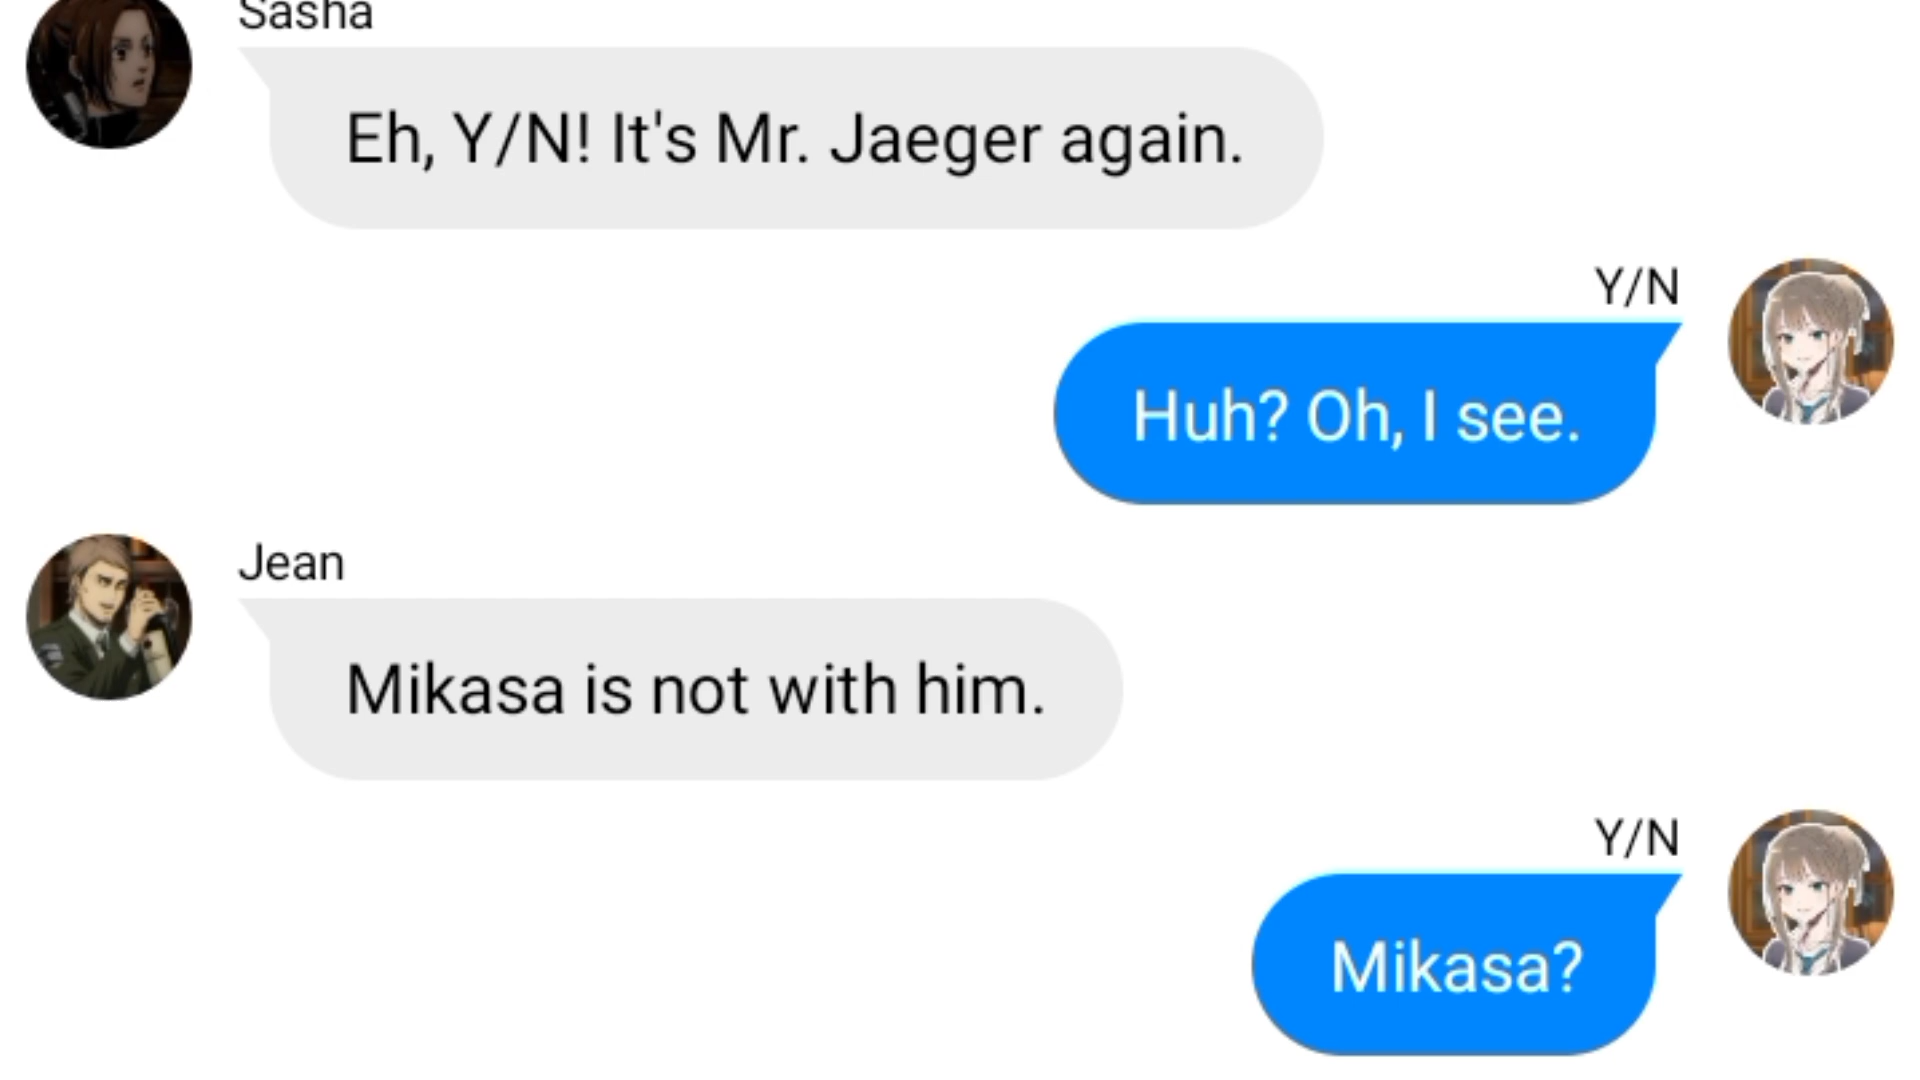 Sasha
Eh, Y/N! It's Mr. Jaeger again.
Y/N
Huh? Oh, I see.
Jean
Mikasa is not with him.
Y/N
Mikasa?